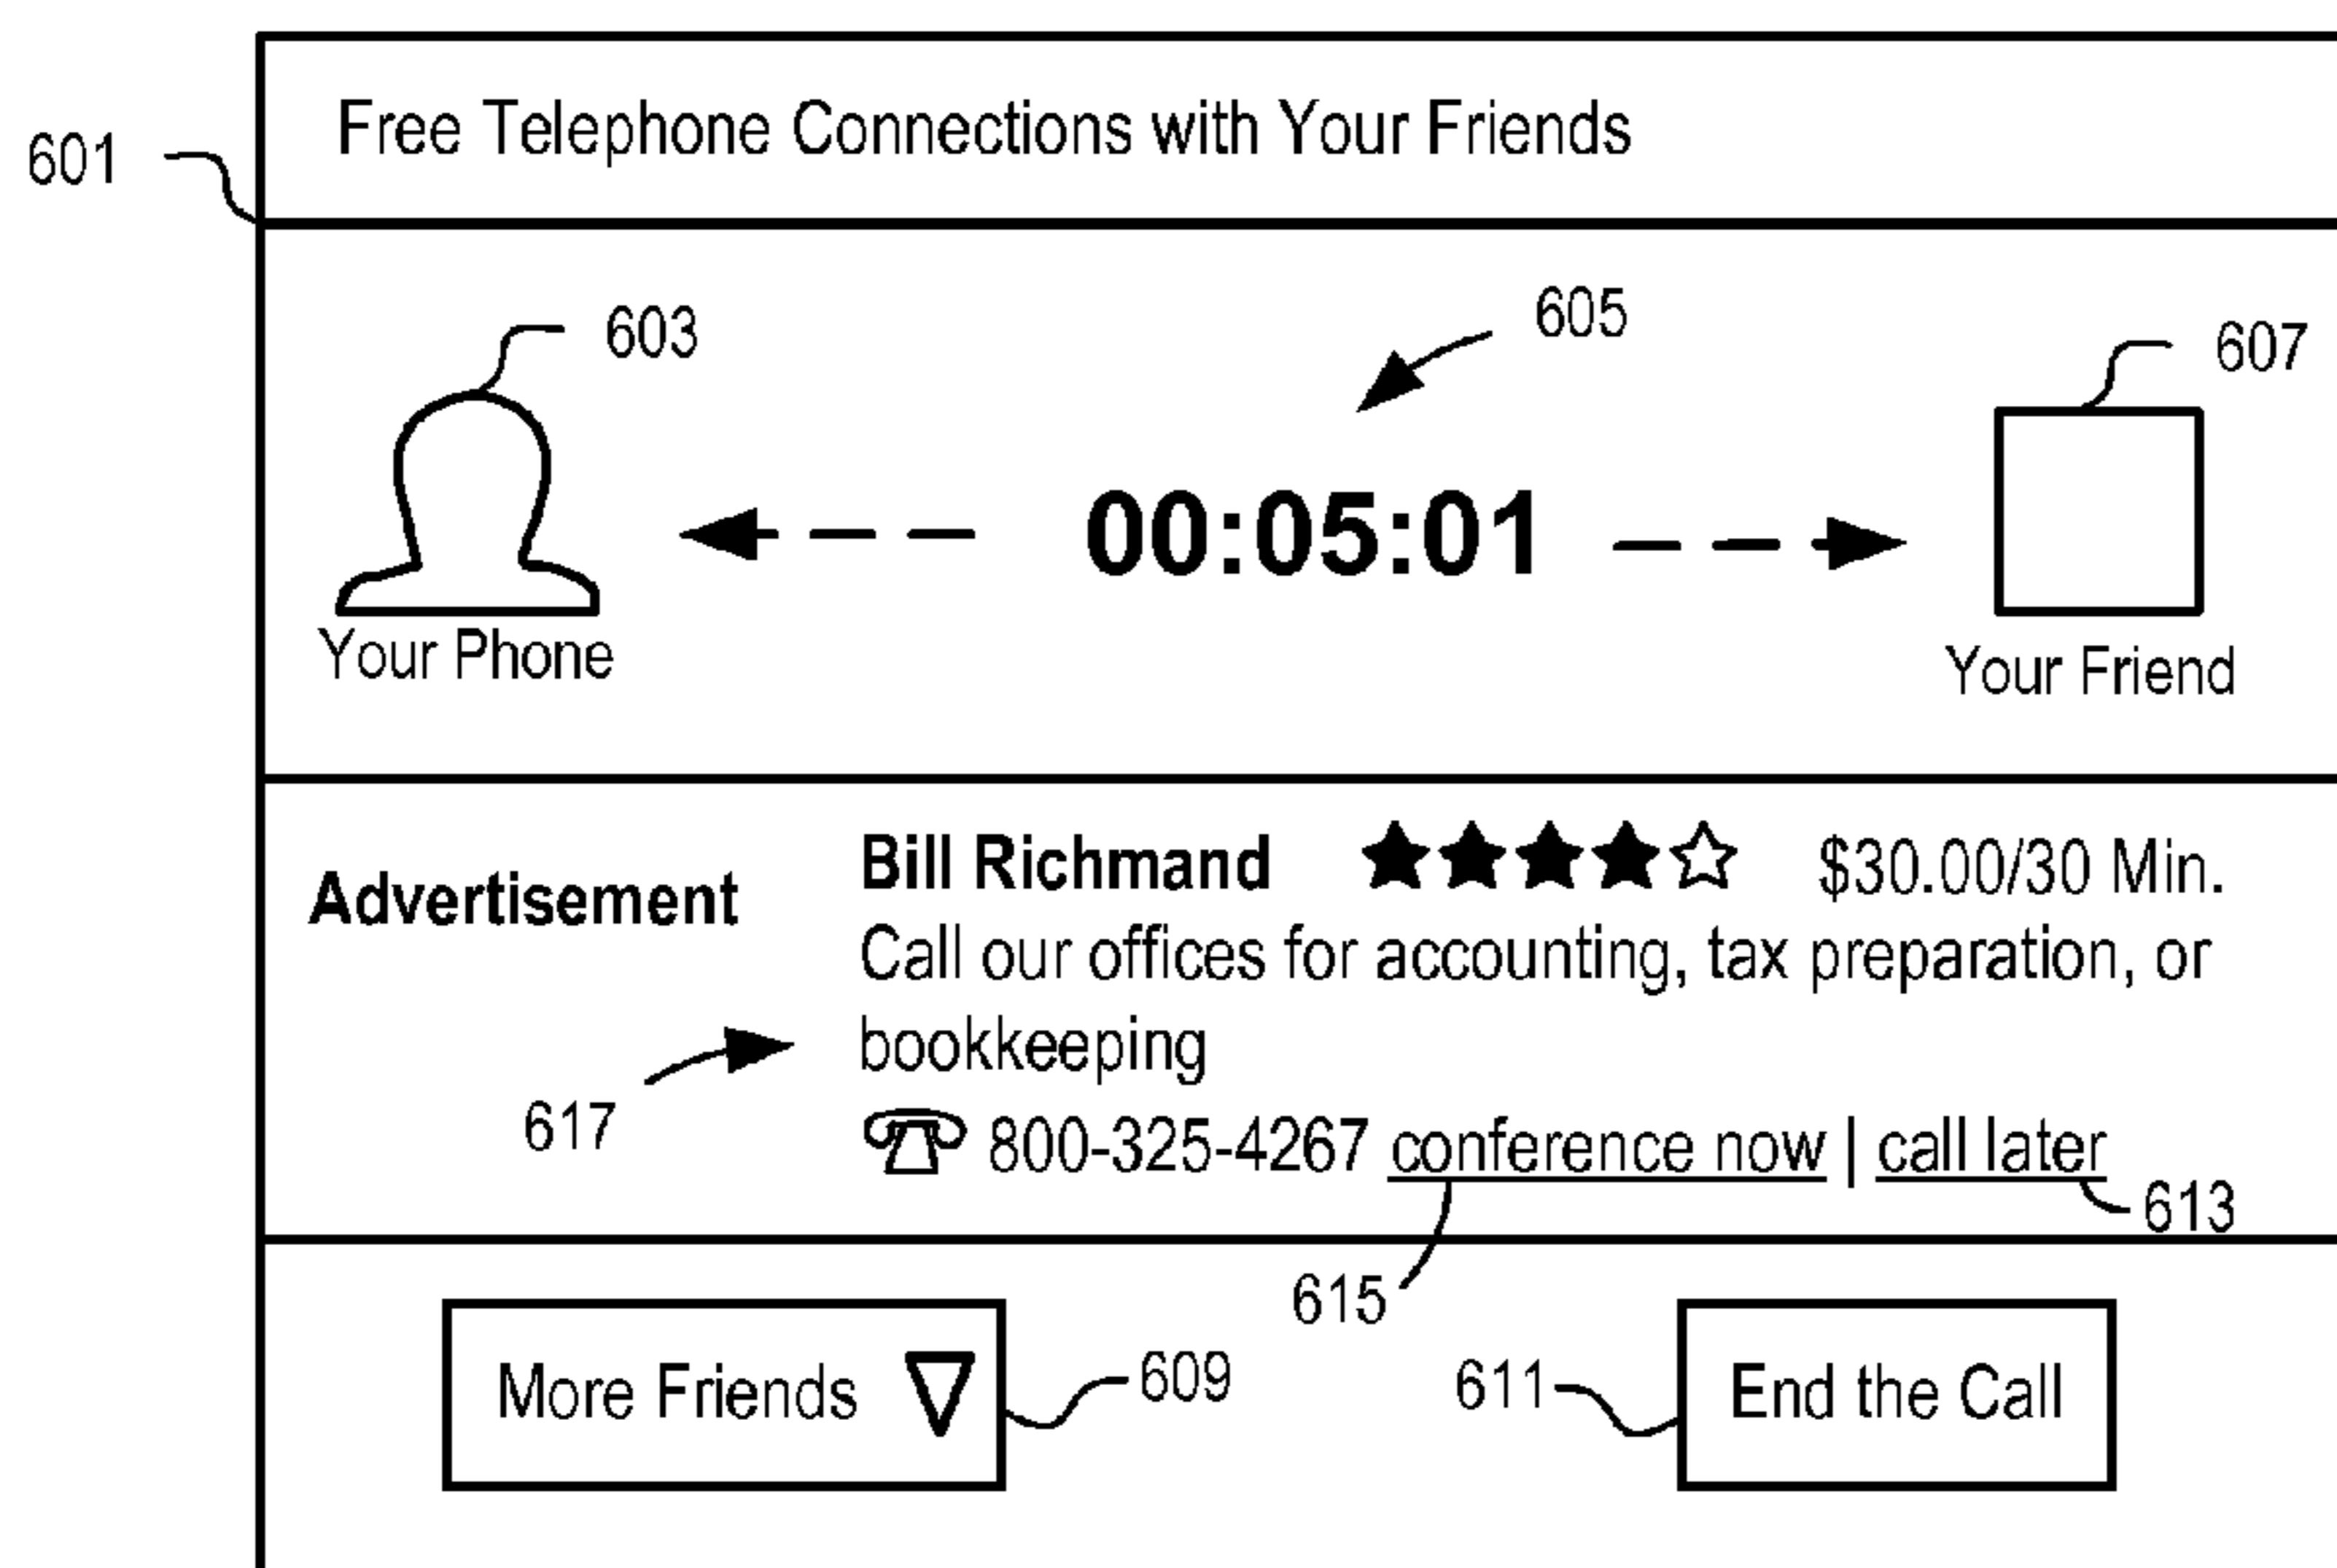 Free Telephone Connections with Your Friends
601
603
605
607
00:05:01
Your Phone
Your Friend
Advertisement
Bill Richmand $30.00/30 Min.
Call our offices for accounting, tax preparation, or
bookkeeping
617
800-325-4267 conference now | call later
613
615
More Friends
609
611
End the Call